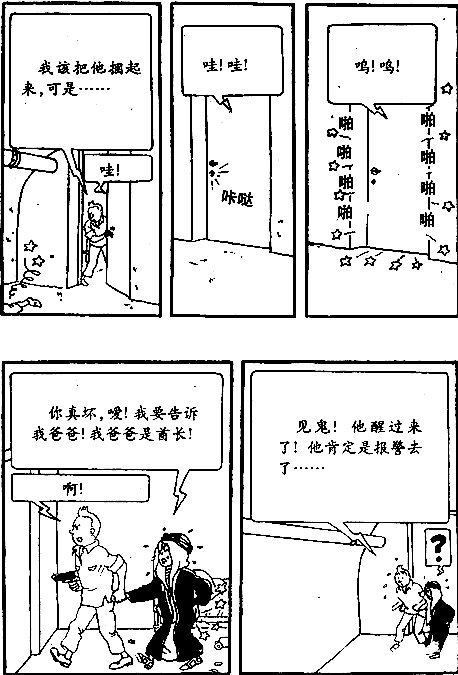 我该把他捆起
来,可是……
哇!
哇!哇!
咔哒
呜!呜!
啪
啪
啪
啪
啪
啪
啪
啪
你真坏,嗳!我要告诉
我爸爸!我爸爸是酋长!
啊!
见鬼! 他醒过来
了!他肯定是报警去
了……
?